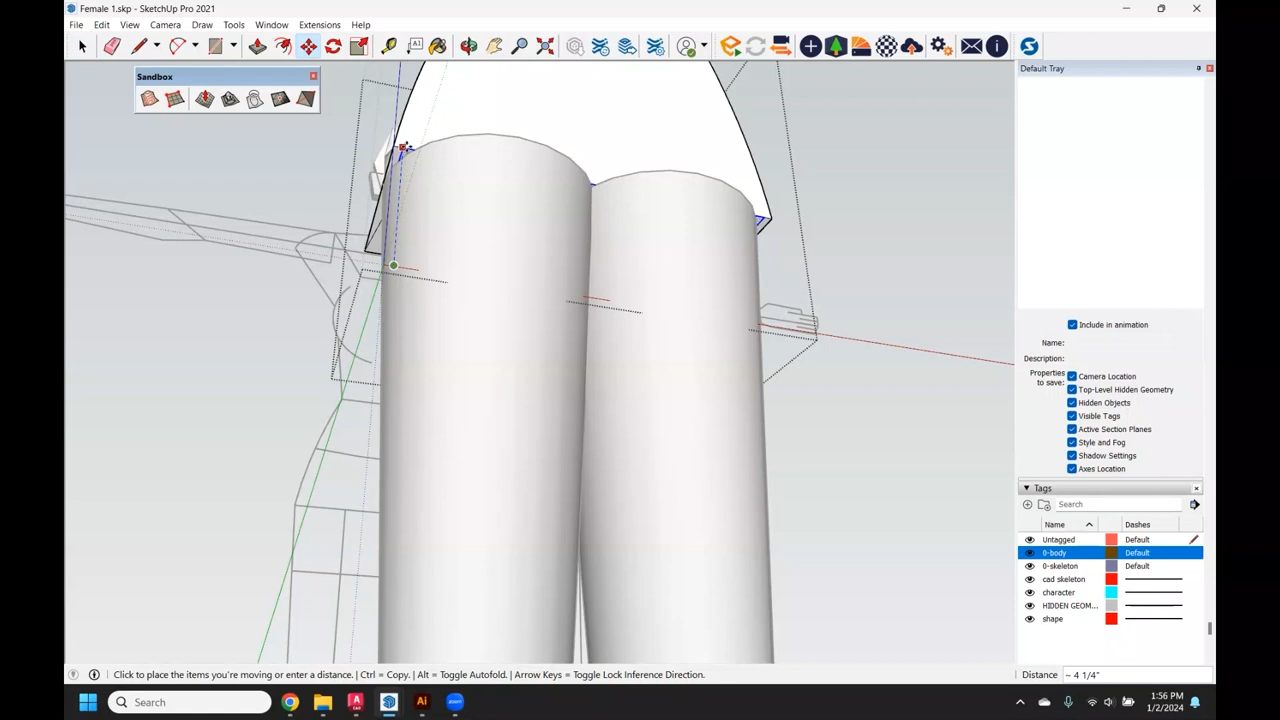 Female 1.skp - SketchUp Pro 2021
File Edit View Camera Draw Tools Window Extensions Help
Sandbox
Default Tray
Include in animation
Name:
Description:
Properties to save:
Camera Location
Top-Level Hidden Geometry
Hidden Objects
Visible Tags
Active Section Planes
Style and Fog
Shadow Settings
Axes Location
Tags
Search
Name Dashes
Untagged Default
0-body Default
0-skeleton Default
cad skeleton
character
HIDDEN GEOM...
shape
Click to place the items you're moving or enter a distance. | Ctrl = Copy. | Alt = Toggle Autofold. | Arrow Keys = Toggle Lock Inference Direction.
Distance ~ 4 1/4"
Search
Ai
zoom
1:56 PM
1/2/2024